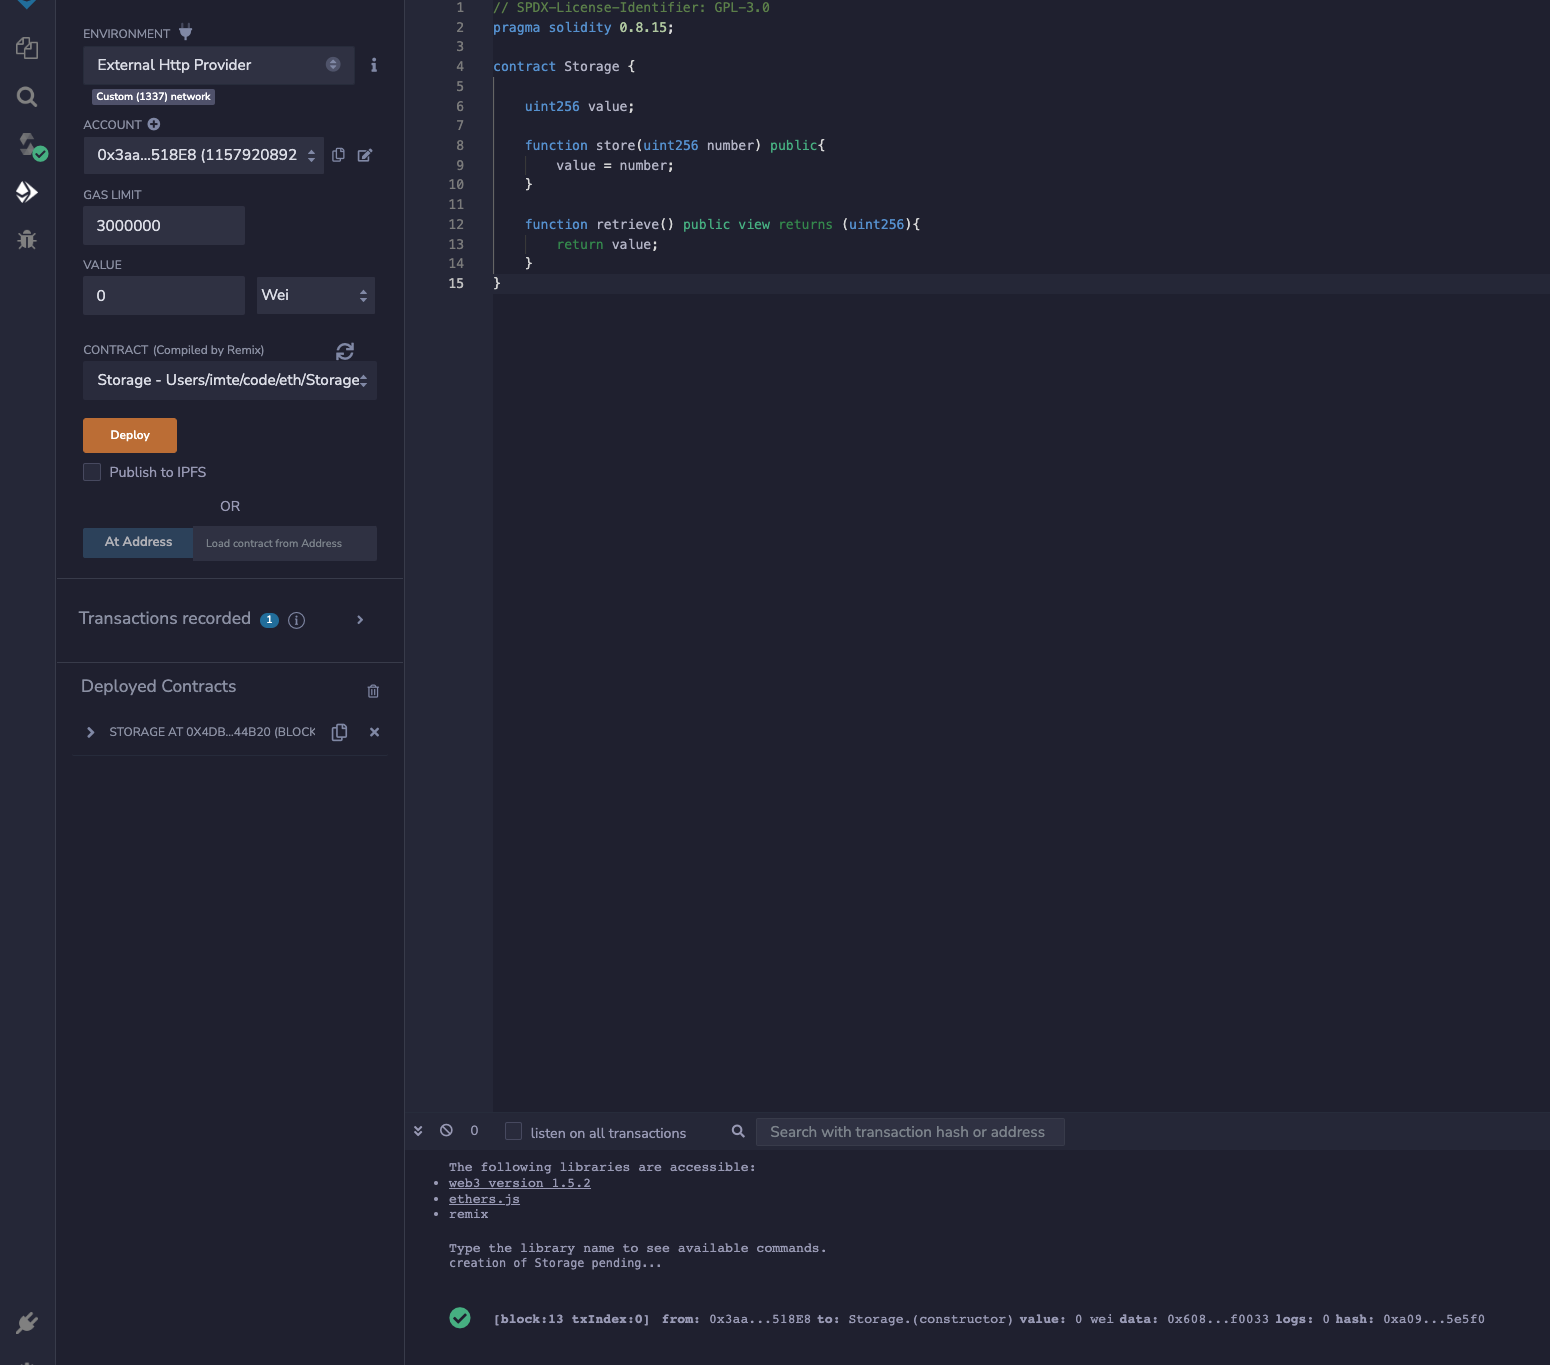 ENVIRONMENT
External Http Provider
Custom (1337) network
ACCOUNT
0x3aa...518E8 (1157920892
GAS LIMIT
3000000
VALUE
0
Wei
CONTRACT (Compiled by Remix)
Storage - Users/imte/code/eth/Storage
Deploy
Publish to IPFS
OR
At Address
Load contract from Address
Transactions recorded 1
Deployed Contracts
STORAGE AT 0X4DB...44B20 (BLOCK
1 // SPDX-License-Identifier: GPL-3.0
2 pragma solidity 0.8.15;
3
4 contract Storage {
5
6 uint256 value;
7
8 function store(uint256 number) public{
9 value = number;
10 }
11
12 function retrieve() public view returns (uint256){
13 return value;
14 }
15 }
0
listen on all transactions
Search with transaction hash or address
The following libraries are accessible:
• web3 version 1.5.2
• ethers.js
• remix
Type the library name to see available commands.
creation of Storage pending...
[block:13 txIndex:0] from: 0x3aa...518E8 to: Storage.(constructor) value: 0 wei data: 0x608...f0033 logs: 0 hash: 0xa09...5e5f0